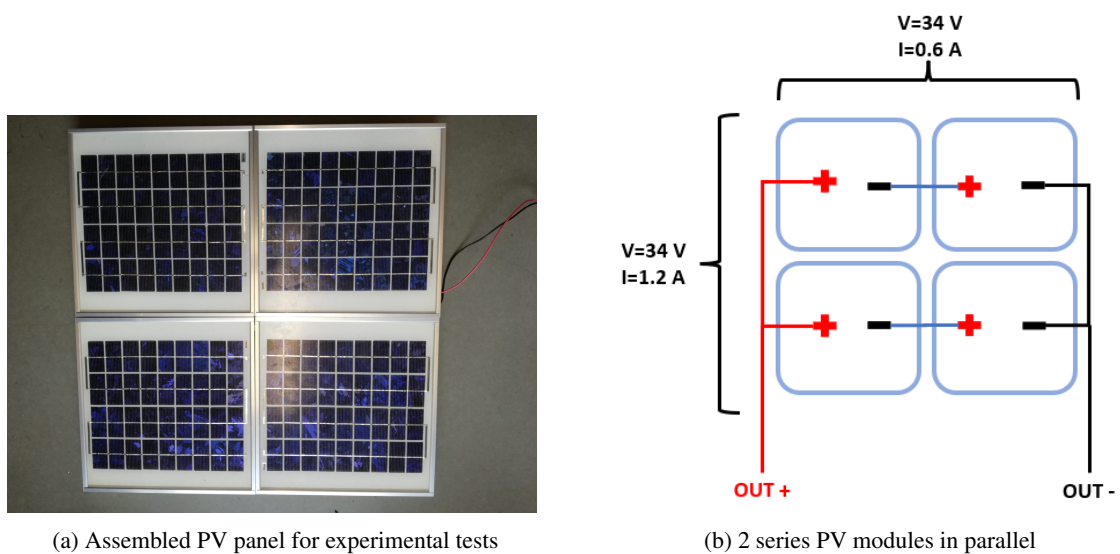 V=34 V
I=0.6 A
V=34 V
I=1.2 A
OUT +
OUT -
(a) Assembled PV panel for experimental tests
(b) 2 series PV modules in parallel